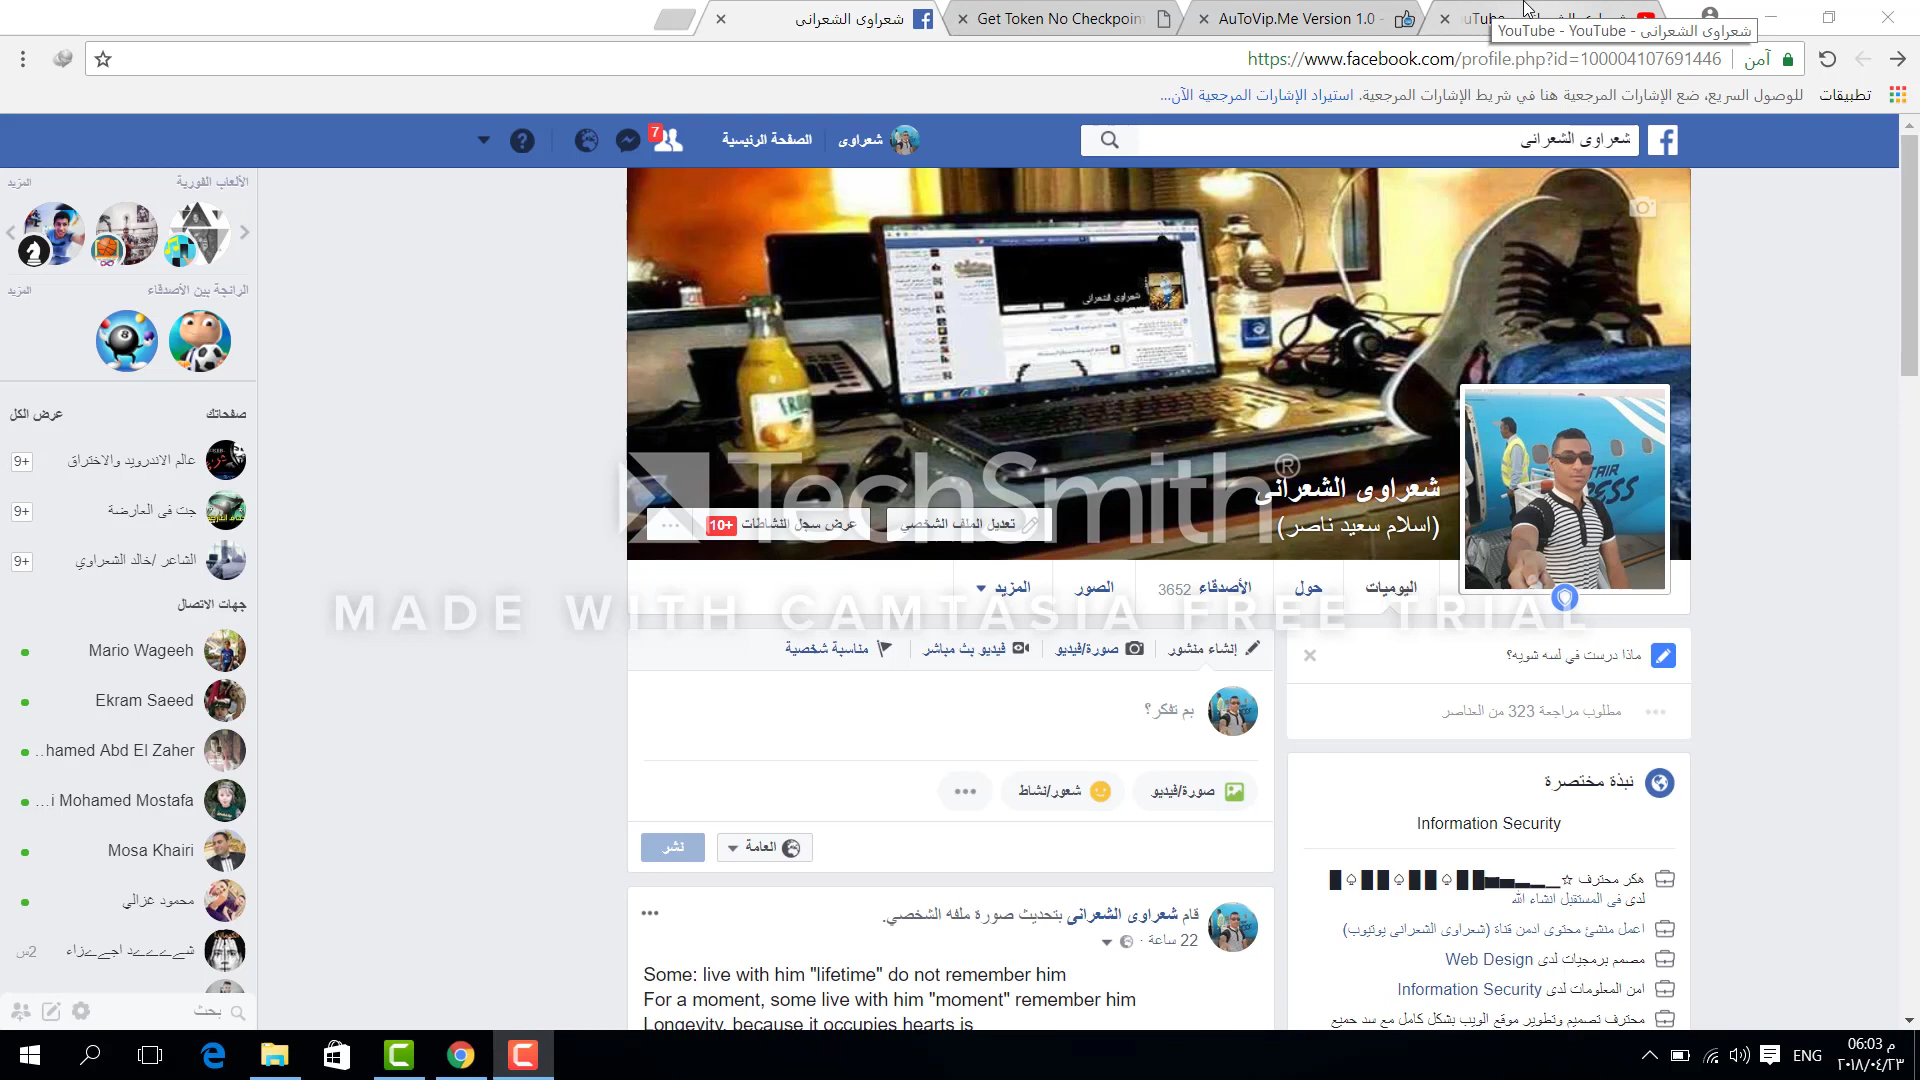 شعراوى الشعرانى
Get Token No Checkpoin
AuToVip.Me Version 1.0 -
YouTube - YouTube - شعراوى الشعرانى
https://www.facebook.com/profile.php?id=100004107691446
آمن
تطبيقات
للوصول السريع، ضع الإشارات المرجعية هنا في شريط الإشارات المرجعية. استيراد الإشارات المرجعية الآن...
شعراوى الشعرانى
شعراوى
الصفحة الرئيسية
7
الألعاب الفورية
المزيد
الرائجة بين الأصدقاء
المزيد
صفحاتك
عرض الكل
عالم الاندرويد والاختراق
9+
جت فى العارضة
9+
الشاعر /خالد الشعراوي
9+
جهات الاتصال
Mario Wageeh
Ekram Saeed
...hamed Abd El Zaher
...i Mohamed Mostafa
Mosa Khairi
محمود غزالي
شـےـےـےد اجـےزاء
2س
بحث
شعراوى الشعرانى
(اسلام سعيد ناصر)
تعديل الملف الشخصي
عرض سجل النشاطات
10+
TechSmith®
MADE WITH CAMTASIA FREE TRIAL
اليوميات
حول
الأصدقاء 3652
الصور
المزيد
إنشاء منشور
صورة/فيديو
فيديو بث مباشر
مناسبة شخصية
بم تفكر؟
صورة/فيديو
شعور/نشاط
العامة
نشر
ماذا درست في لسه شويه؟
مطلوب مراجعة 323 من العناصر
نبذة مختصرة
Information Security
هكر محترف ☆
لدى فى المستقبل انشاء الله
اعمل منشئ محتوى ادمن قناة (شعراوى الشعرانى يوتيوب)
مصمم برمجيات لدى Web Design
امن المعلومات لدى Information Security
محترف تصميم وتطوير موقع الويب بشكل كامل مع سد جميع
قام شعراوى الشعرانى بتحديث صورة ملفه الشخصي.
22 ساعة
Some: live with him "lifetime" do not remember him
For a moment, some live with him "moment" remember him
Longevity, because it occupies hearts is
ENG
06:03 م
٢٠١٨/٠٤/٢٣